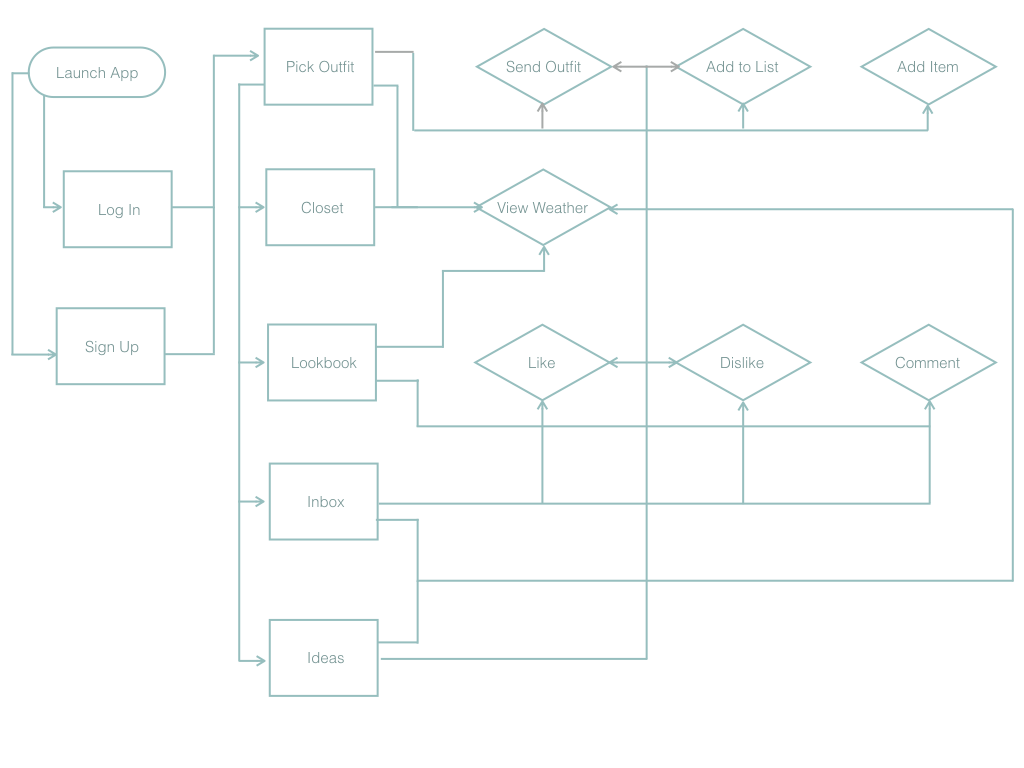 Launch App
Pick Outfit
Send Outfit
Add to List
Add Item
Log In
Closet
View Weather
Sign Up
Lookbook
Like
Dislike
Comment
Inbox
Ideas